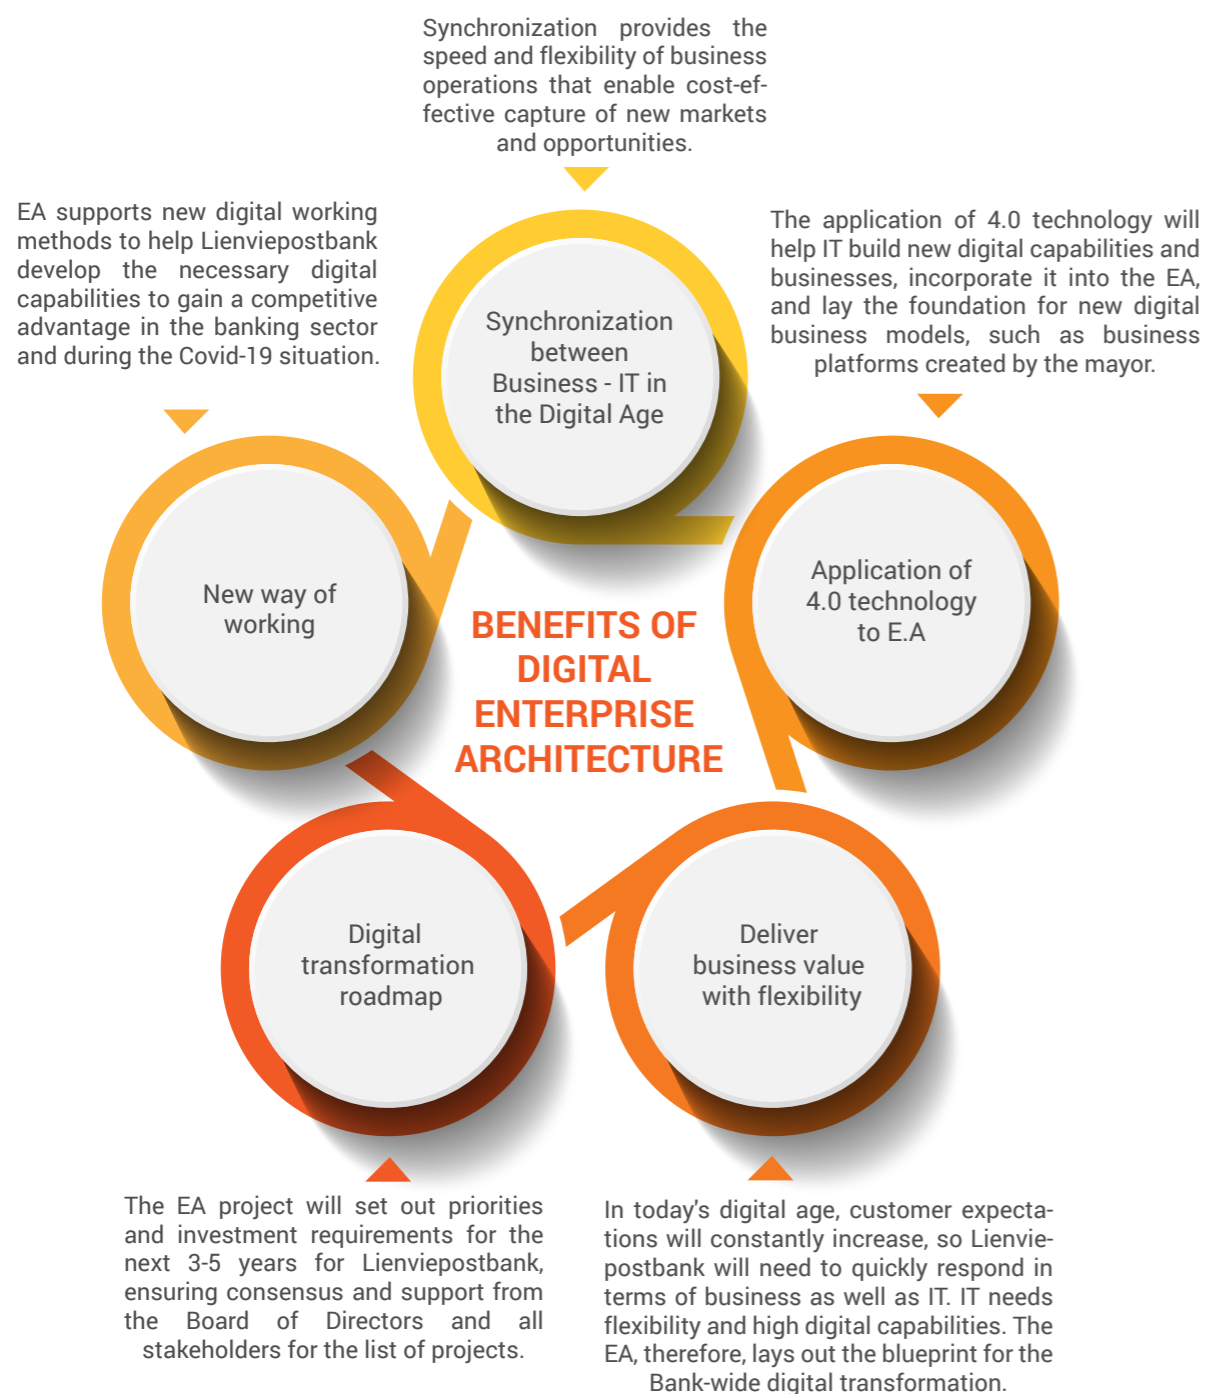 Synchronization provides the
speed and flexibility of business
operations that enable cost-ef-
fective capture of new markets
and opportunities.
EA supports new digital working
methods to help Lienviepostbank
develop the necessary digital
capabilities to gain a competitive
advantage in the banking sector
and during the Covid-19 situation.
The application of 4.0 technology will
help IT build new digital capabilities and
businesses, incorporate it into the EA,
and lay the foundation for new digital
business models, such as business
platforms created by the mayor.
Synchronization
between
Business - IT in
the Digital Age
New way of
working
Application of
4.0 technology
to E.A
BENEFITS OF
DIGITAL
ENTERPRISE
ARCHITECTURE
Digital
transformation
roadmap
Deliver
business value
with flexibility
The EA project will set out priorities
and investment requirements for the
next 3-5 years for Lienviepostbank,
ensuring consensus and support from
the Board of Directors and all
stakeholders for the list of projects.
In today's digital age, customer expecta-
tions will constantly increase, so Lienvie-
postbank will need to quickly respond in
terms of business as well as IT. IT needs
flexibility and high digital capabilities. The
EA, therefore, lays out the blueprint for the
Bank-wide digital transformation.